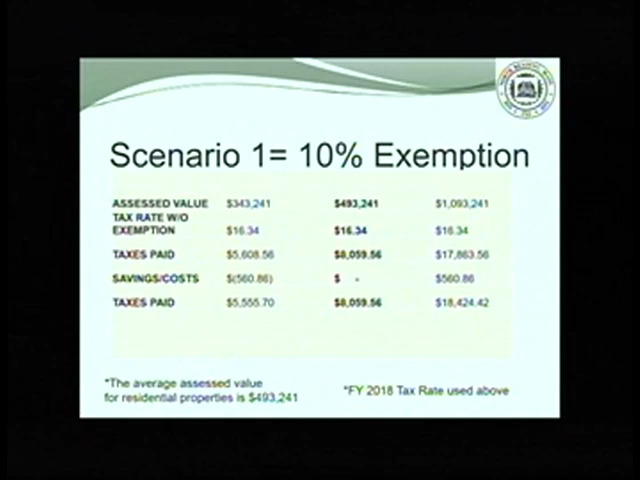 Scenario 1= 10% Exemption
ASSESSED VALUE $343,241 $493,241 $1,093,241
TAX RATE W/O
EXEMPTION $16.34 $16.34 $16.34
TAXES PAID $5,608.56 $8,059.56 $17,863.56
SAVINGS/COSTS $(560.86) $ - $560.86
TAXES PAID $5,555.70 $8,059.56 $18,424.42
*The average assessed value
for residential properties is $493,241
*FY 2018 Tax Rate used above